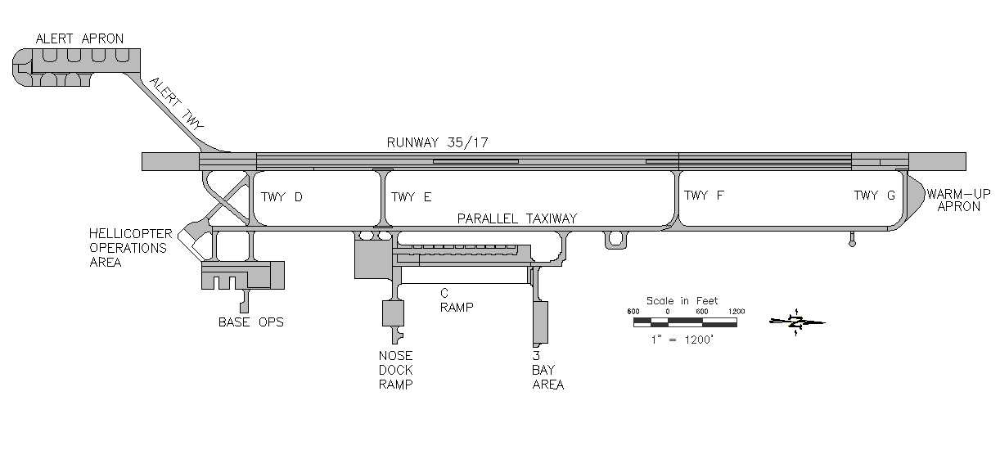 ALERT APRON
ALERT TWY
RUNWAY 35/17
TWY D
TWY E
TWY F
TWY G
WARM-UP
APRON
PARALLEL TAXIWAY
HELLICOPTER
OPERATIONS
AREA
BASE OPS
C
RAMP
NOSE
DOCK
RAMP
3
BAY
AREA
Scale in Feet
600 0 600 1200
1" = 1200'